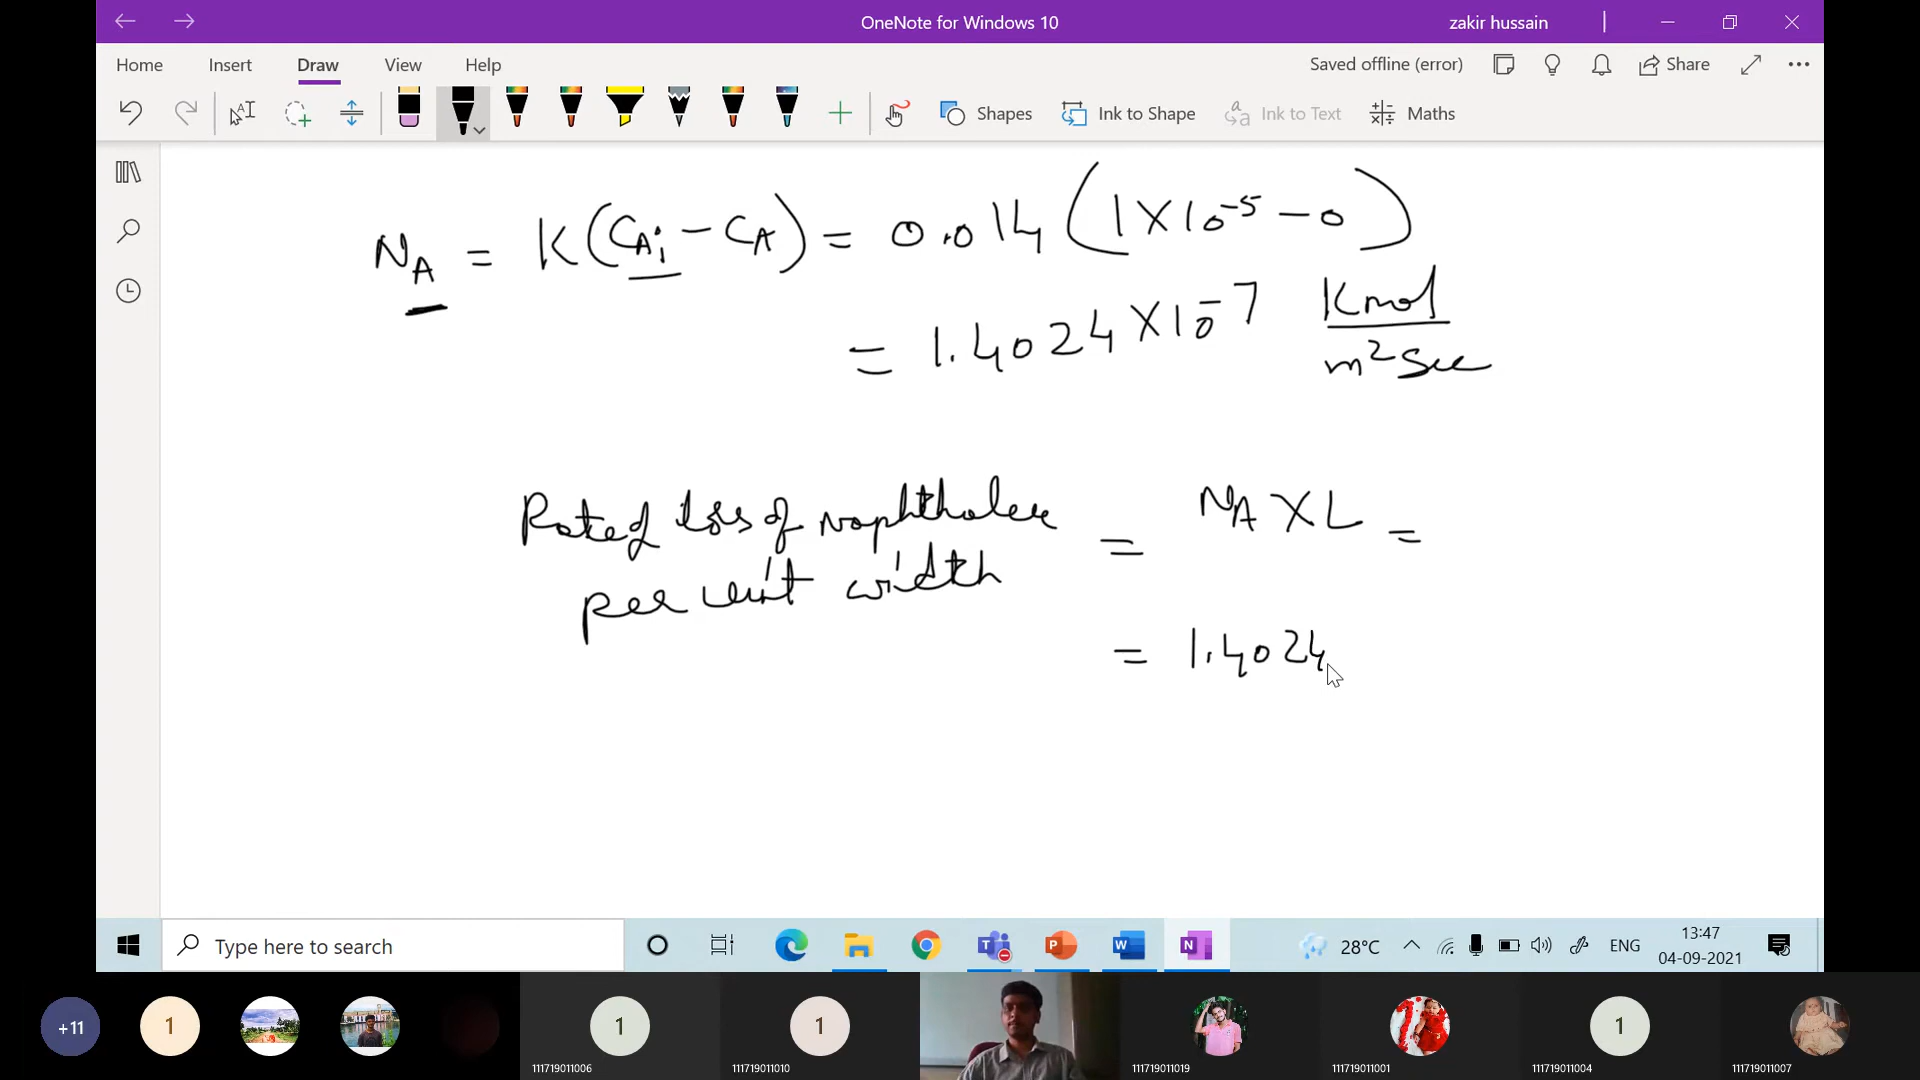 OneNote for Windows 10
zakir hussain
Home Insert Draw View Help
Saved offline (error) Share
Shapes Ink to Shape Ink to Text Maths
N_A = K(C_Ai - C_A) = 0.014 (1 X 10^-5 - 0)
= 1.4024 X 10^-7 Kmol / m^2 Sec
Rate of loss of naphthalene = N_A X L =
per unit width
= 1.4024
Type here to search
28°C ENG
13:47
04-09-2021
+11 1 1 1 1
111719011006 111719011010 111719011019 111719011001 111719011004 111719011007